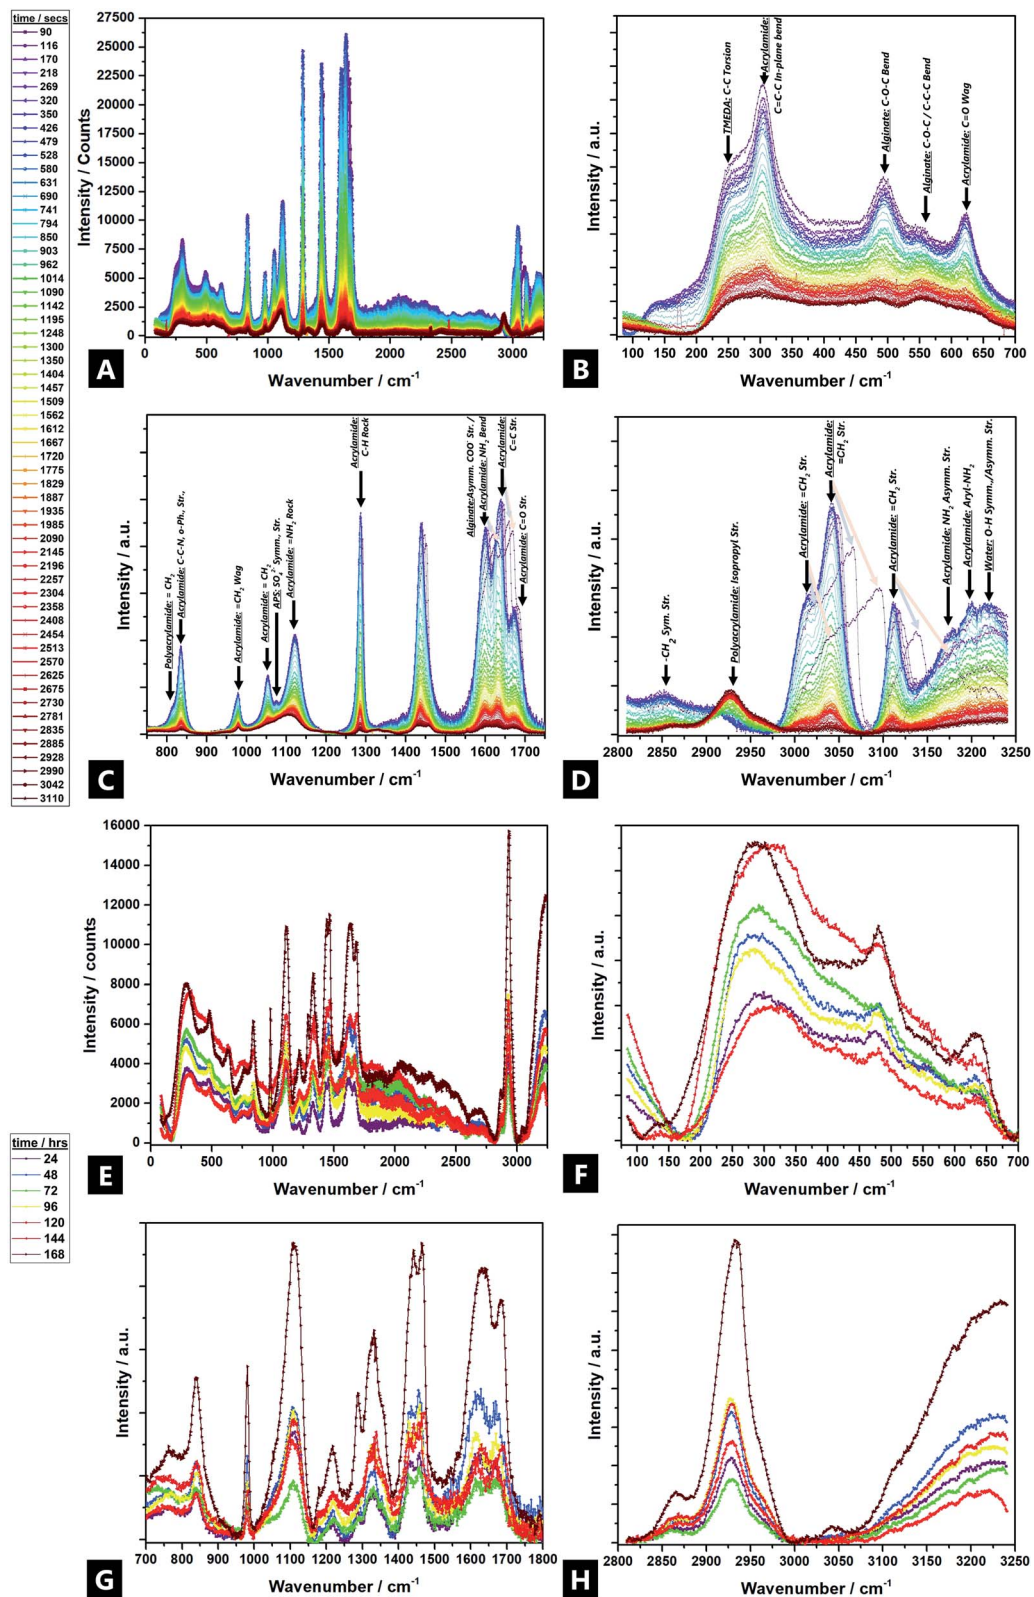 time / secs
90
116
170
218
269
320
350
426
479
528
580
631
690
741
794
850
903
962
1014
1090
1142
1195
1248
1300
1350
1404
1457
1509
1562
1612
1667
1720
1775
1829
1887
1935
1985
2090
2145
2196
2257
2304
2358
2408
2454
2513
2570
2625
2675
2730
2781
2835
2885
2928
2990
3042
3110
27500
25000
22500
20000
17500
15000
12500
10000
7500
5000
2500
0
Intensity / Counts
0 500 1000 1500 2000 2500 3000
Wavenumber / cm⁻¹
A
Intensity / a.u.
TMEDA: C-C Torsion
Acrylamide:
C=C-C In-plane bend
Alginate: C-O-C Bend
Alginate: C-O-C / C-C-C Bend
Acrylamide: C=O Wag
100 150 200 250 300 350 400 450 500 550 600 650 700
Wavenumber / cm⁻¹
B
Intensity / a.u.
Polyacrylamide: = CH₂
Acrylamide: C-C-N, o-Ph., Str.,
Acrylamide: =CH₂ Wag
Acrylamide: = CH₂
APS: SO₄²⁻ Symm., Str.
Acrylamide: =NH₂ Rock
Acrylamide:
C-H Rock
Alginate:Asymm. COO⁻ Str. /
Acrylamide: NH₂ Bend
Acrylamide:
C=C Str.
Acrylamide: C=O Str.
800 900 1000 1100 1200 1300 1400 1500 1600 1700
Wavenumber / cm⁻¹
C
Intensity / a.u.
-CH₂ Sym. Str.
Polyacrylamide: Isopropyl Str.
Acrylamide: =CH₂ Str.
Acrylamide:
=CH₂ Str.
Acrylamide: =CH₂ Str.
Acrylamide: NH₂ Asymm. Str.
Acrylamide: Aryl-NH₂
Water: O-H Symm.,/Asymm. Str.
2800 2850 2900 2950 3000 3050 3100 3150 3200 3250
Wavenumber / cm⁻¹
D
16000
14000
12000
10000
8000
6000
4000
2000
0
Intensity / counts
0 500 1000 1500 2000 2500 3000
Wavenumber / cm⁻¹
E
Intensity / a.u.
100 150 200 250 300 350 400 450 500 550 600 650 700
Wavenumber / cm⁻¹
F
time / hrs
24
48
72
96
120
144
168
Intensity / a.u.
700 800 900 1000 1100 1200 1300 1400 1500 1600 1700 1800
Wavenumber / cm⁻¹
G
Intensity / a.u.
2800 2850 2900 2950 3000 3050 3100 3150 3200 3250
Wavenumber / cm⁻¹
H